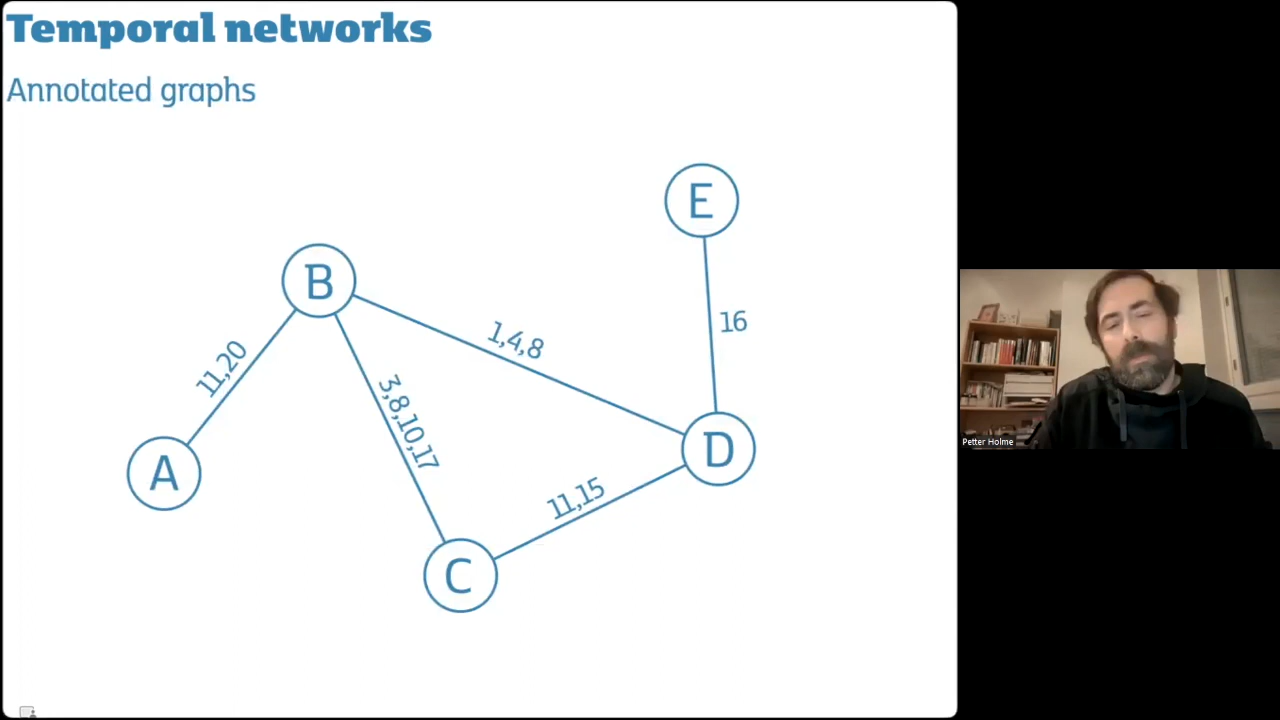 Temporal networks
Annotated graphs
E
B
16
1,4,8
11,20
3,8,10,17
D
A
11,15
C
Petter Holme